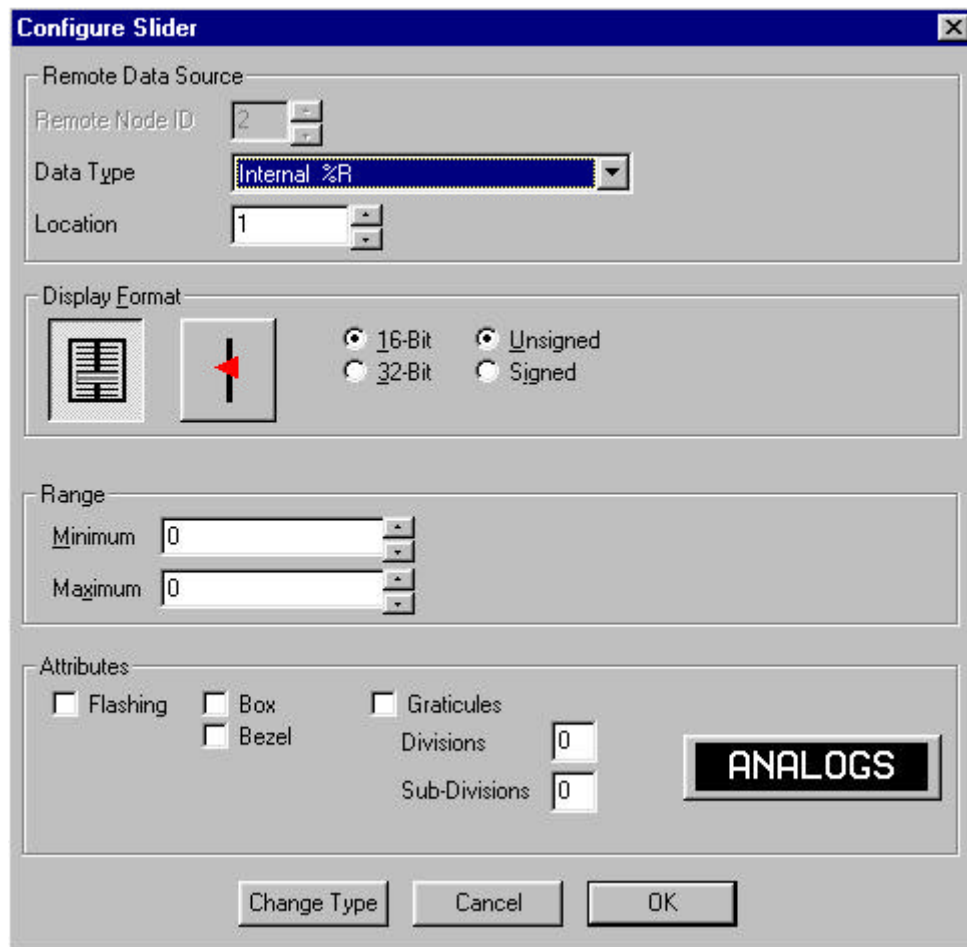 Configure Slider
Remote Data Source
Remote Node ID 2
Data Type Internal %R
Location 1
Display Format
16-Bit Unsigned
32-Bit Signed
Range
Minimum 0
Maximum 0
Attributes
Flashing Box Graticules
Bezel Divisions 0
Sub-Divisions 0
ANALOGS
Change Type Cancel OK